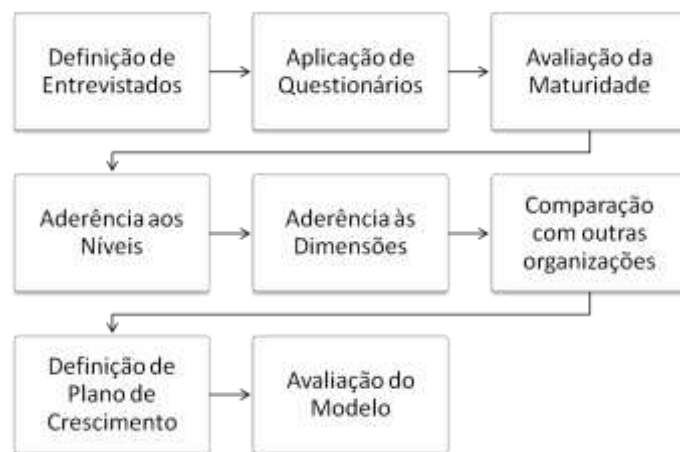 Definição de
Entrevistados
Aplicação de
Questionários
Avaliação da
Maturidade
Aderência aos
Níveis
Aderência às
Dimensões
Comparação
com outras
organizações
Definição de
Plano de
Crescimento
Avaliação do
Modelo